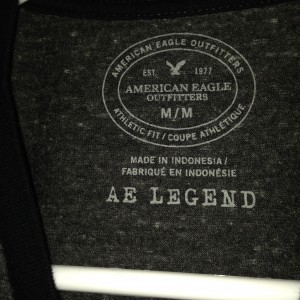 AMERICAN EAGLE OUTFITTERS
EST. 1977
AMERICAN EAGLE
OUTFITTERS
M/M
ATHLETIC FIT / COUPE ATHLÉTIQUE
MADE IN INDONESIA /
FABRIQUÉ EN INDONÉSIE
AE LEGEND